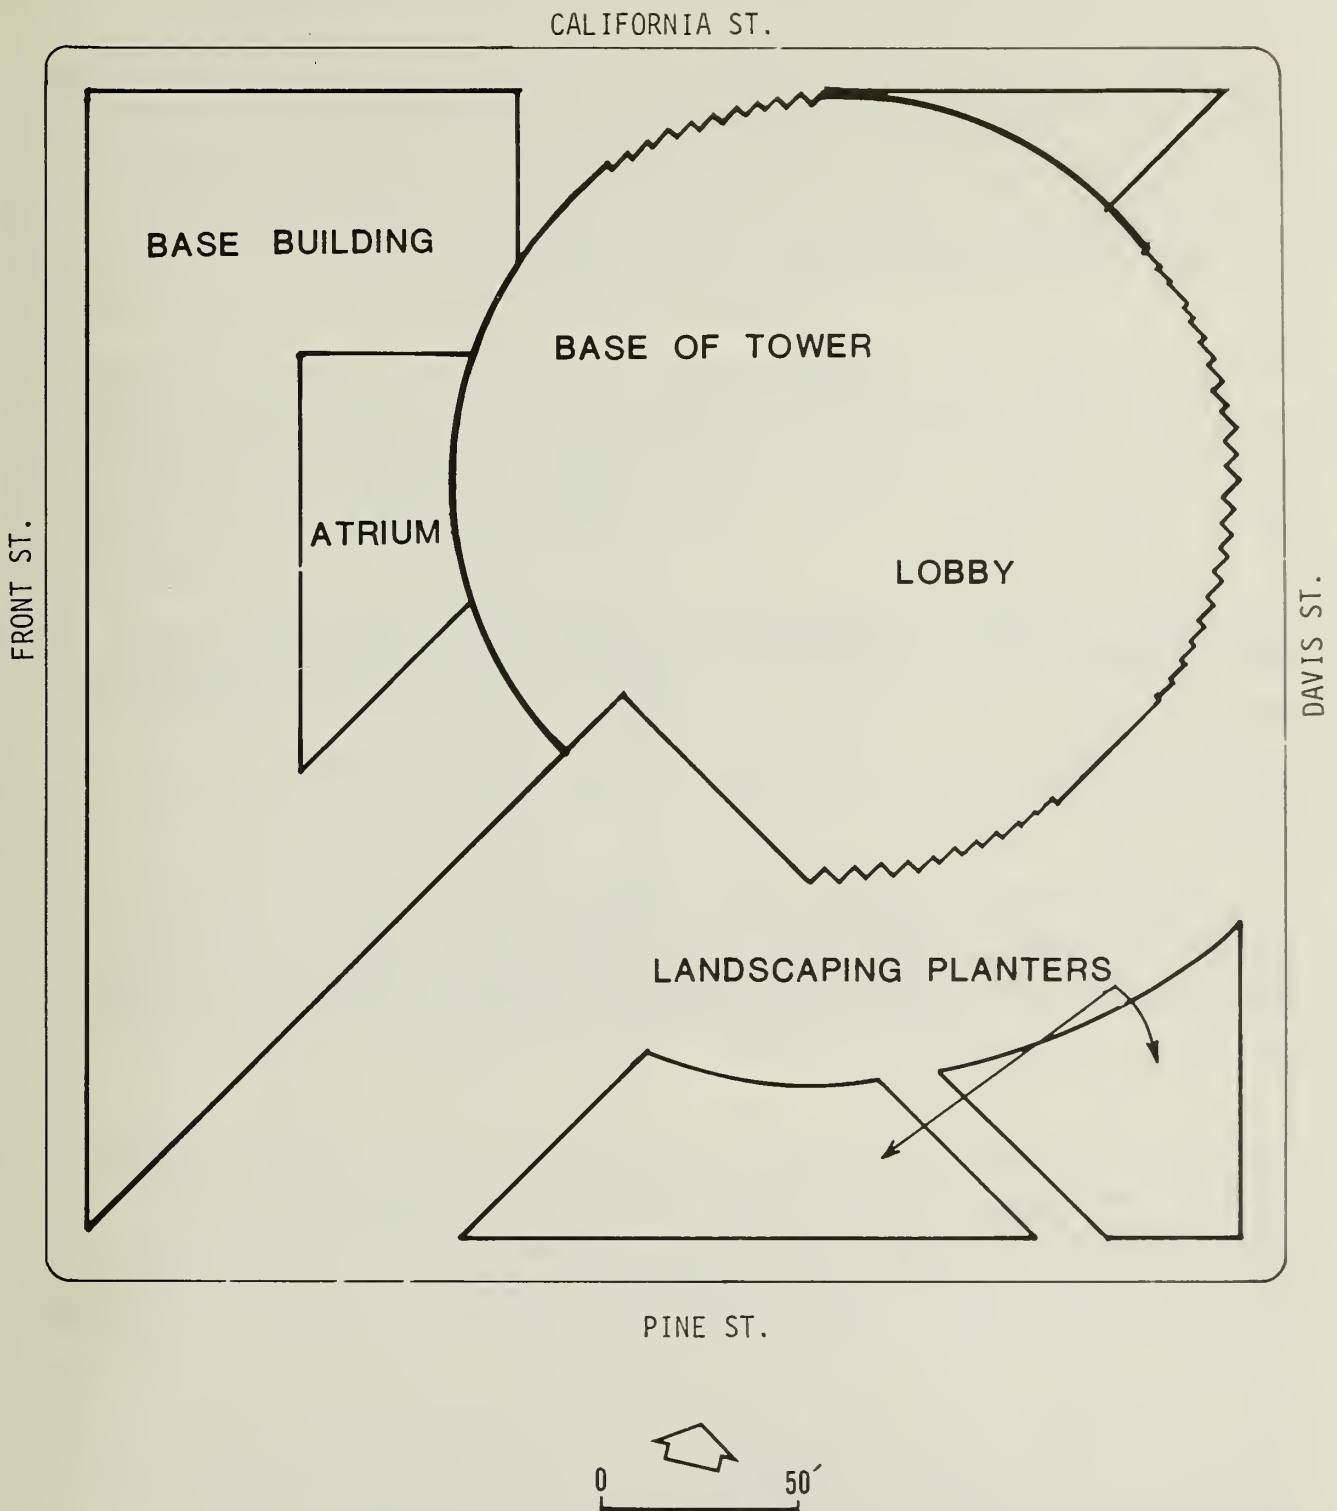 CALIFORNIA ST.
BASE BUILDING
BASE OF TOWER
ATRIUM
LOBBY
FRONT ST.
DAVIS ST.
LANDSCAPING PLANTERS
PINE ST.
0 50´